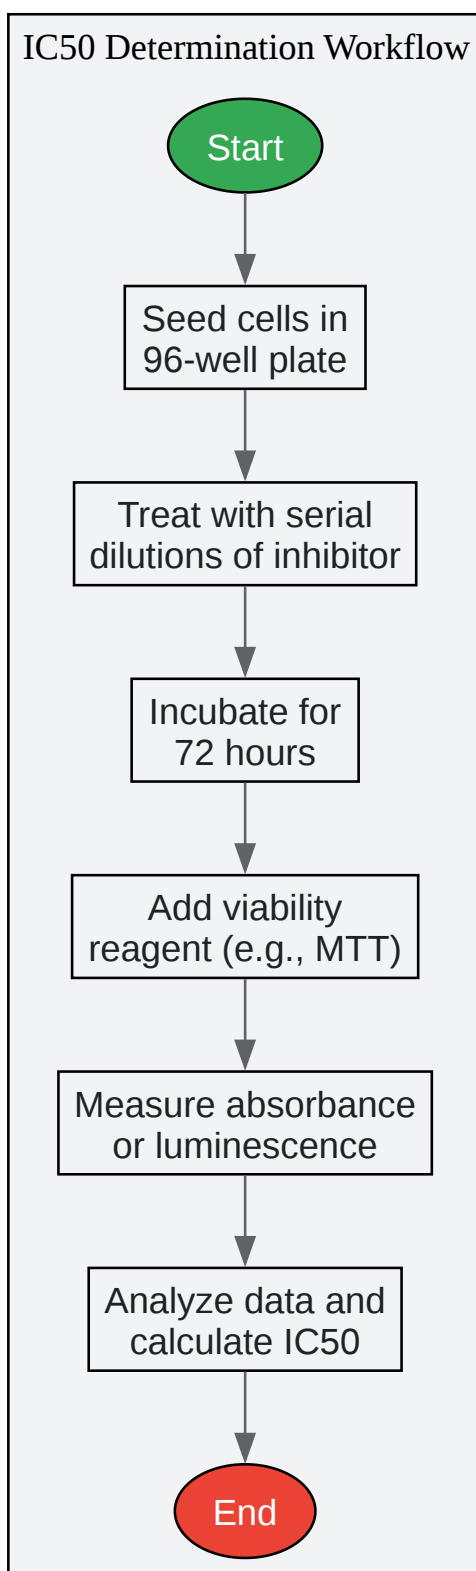 IC50 Determination Workflow
Start
Seed cells in
96-well plate
Treat with serial
dilutions of inhibitor
Incubate for
72 hours
Add viability
reagent (e.g., MTT)
Measure absorbance
or luminescence
Analyze data and
calculate IC50
End